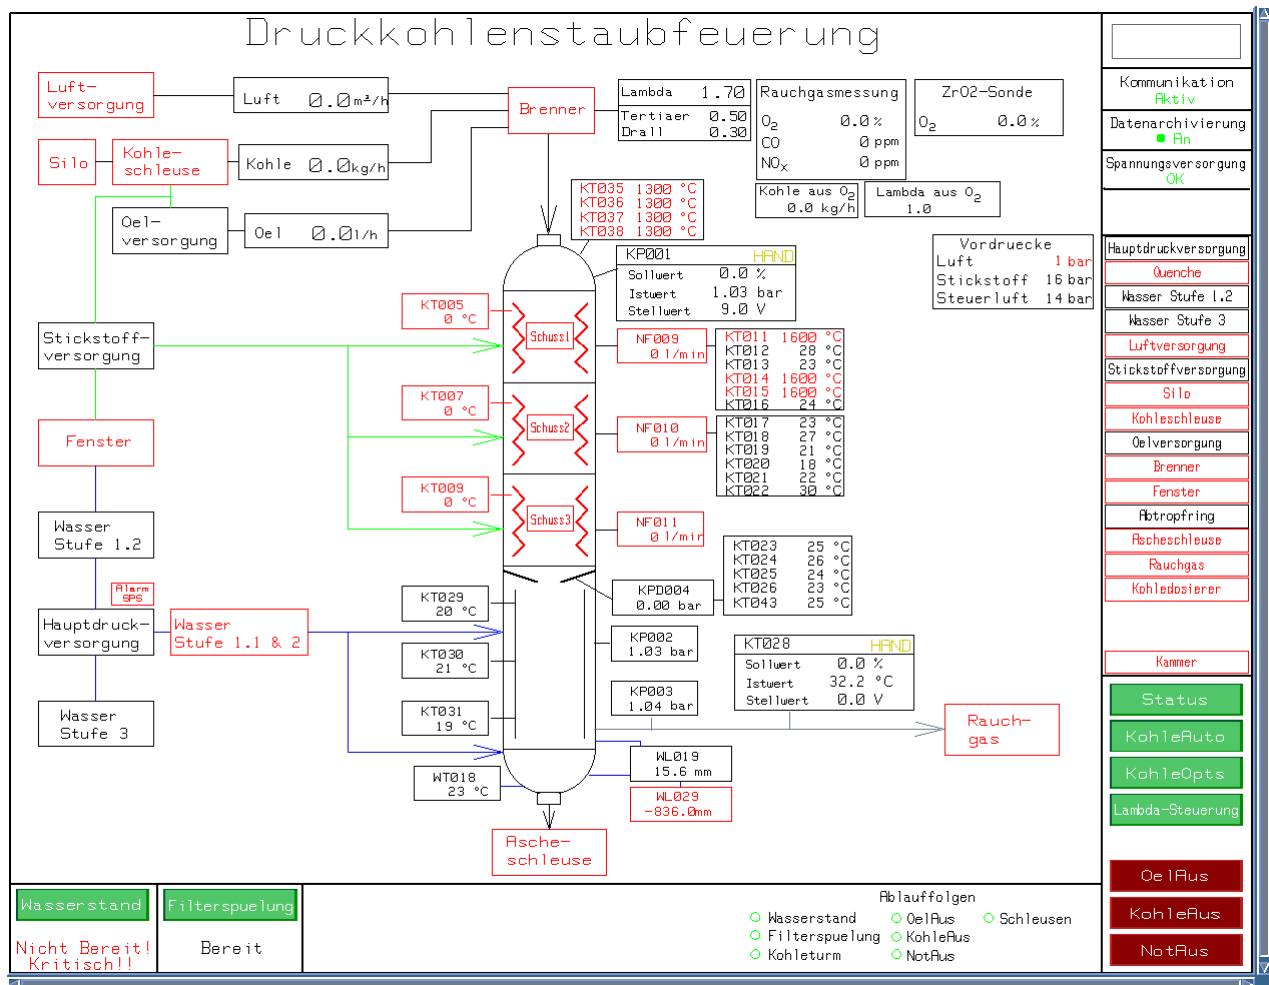 Druckkohlenstaubfeuerung
Luft-
versorgung
Luft 0.0 m³/h
Brenner
Lambda 1.70
Tertiaer 0.50
Drall 0.30
Rauchgasmessung
O2 0.0 %
CO 0 ppm
NOx 0 ppm
ZrO2-Sonde
O2 0.0 %
Silo
Kohle-
schleuse
Kohle 0.0 kg/h
Oel-
versorgung
Oel 0.0 l/h
KT035 1300 °C
KT036 1300 °C
KT037 1300 °C
KT038 1300 °C
Kohle aus O2
0.0 kg/h
Lambda aus O2
1.0
KP001 HAND
Sollwert 0.0 %
Istwert 1.03 bar
Stellwert 9.0 V
Vordruecke
Luft 1 bar
Stickstoff 16 bar
Steuerluft 14 bar
Stickstoff-
versorgung
KT005
0 °C
Schuss1
NF009
0 l/min
KT011 1600 °C
KT012 28 °C
KT013 23 °C
KT014 1600 °C
KT015 1600 °C
KT016 24 °C
Fenster
KT007
0 °C
Schuss2
NF010
0 l/min
KT017 23 °C
KT018 27 °C
KT019 21 °C
KT020 18 °C
KT021 22 °C
KT022 30 °C
KT009
0 °C
Schuss3
NF011
0 l/min
Wasser
Stufe 1.2
KT023 25 °C
KT024 26 °C
KT025 24 °C
KT026 23 °C
KT043 25 °C
Alarm
SPS
KPD004
0.00 bar
KT029
20 °C
Hauptdruck-
versorgung
Wasser
Stufe 1.1 & 2
KP002
1.03 bar
KT030
21 °C
KT028 HAND
Sollwert 0.0 %
Istwert 32.2 °C
Stellwert 0.0 V
KP003
1.04 bar
KT031
19 °C
Wasser
Stufe 3
Rauch-
gas
WL019
15.6 mm
WT018
23 °C
WL029
-836.0mm
Asche-
schleuse
Kommunikation
Aktiv
Datenarchivierung
An
Spannungsversorgung
OK
Hauptdruckversorgung
Quenche
Wasser Stufe 1.2
Wasser Stufe 3
Luftversorgung
Stickstoffversorgung
Silo
Kohleschleuse
Oelversorgung
Brenner
Fenster
Abtropfring
Ascheschleuse
Rauchgas
Kohledosierer
Kammer
Status
KohleAuto
KohleOpts
Lambda-Steuerung
OelAus
KohleAus
NotAus
Wasserstand
Nicht Bereit!
Kritisch!!
Filterspuelung
Bereit
Ablauffolgen
Wasserstand OelAus Schleusen
Filterspuelung KohleAus
Kohleturm NotAus